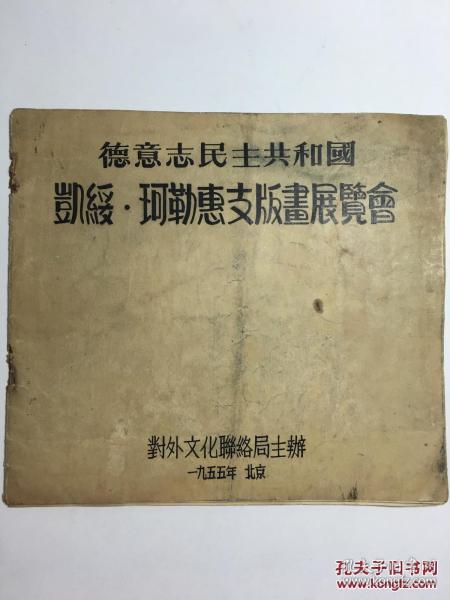 德意志民主共和國
凱綏·珂勒惠支版畫展覽會
對外文化聯絡局主辦
一九五五年 北京
孔夫子旧书网
www.kongfz.com